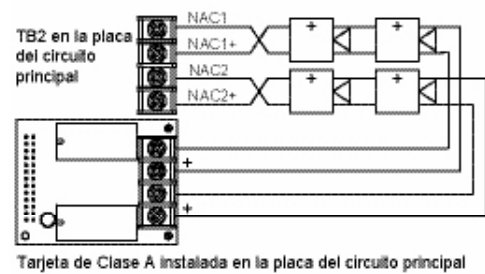 NAC1
TB2 en la placa
del circuito
principal
NAC1+
NAC2
NAC2+
+
+
+
+
+
+
Tarjeta de Clase A instalada en la placa del circuito principal